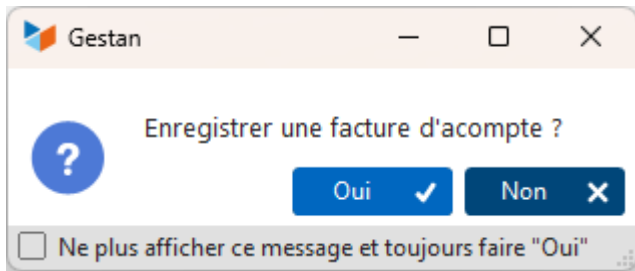 Gestan
Enregistrer une facture d'acompte ?
Oui Non
Ne plus afficher ce message et toujours faire "Oui"